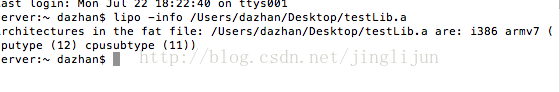 ast login: Mon Jul 22 18:22:40 on ttys001
erver:~ dazhan$ lipo -info /Users/dazhan/Desktop/testLib.a
rchitectures in the fat file: /Users/dazhan/Desktop/testLib.a are: i386 armv7 (
putype (12) cpusubtype (11))
erver:~ dazhan$
http://blog.csdn.net/jinglijun